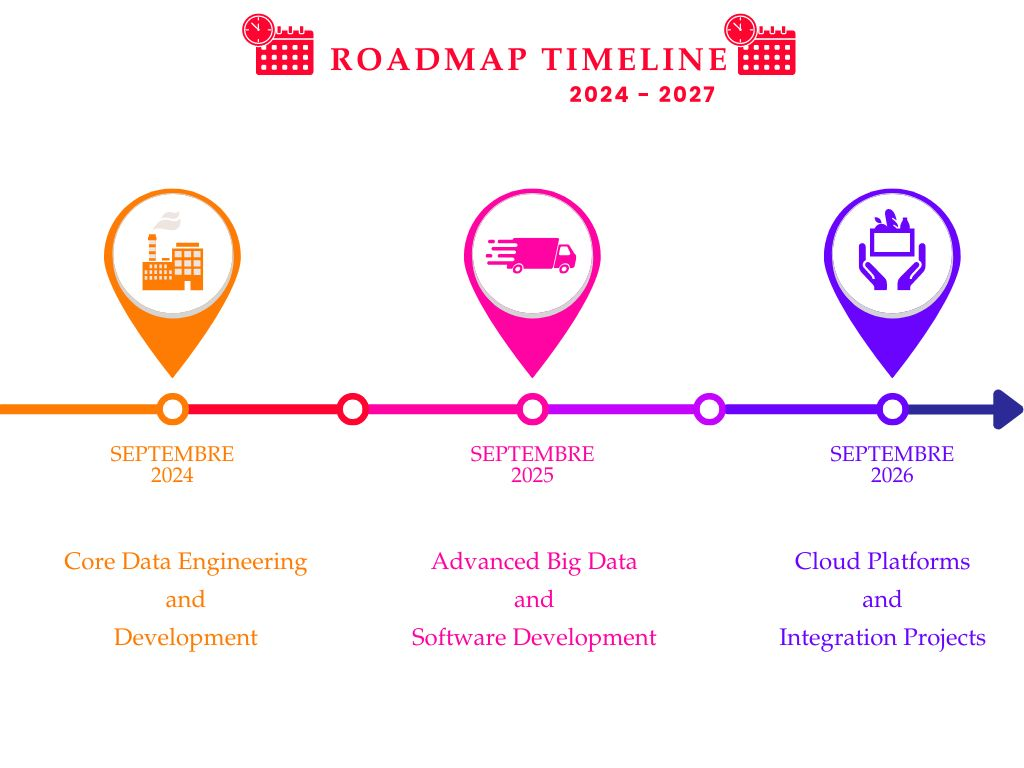 ROADMAP TIMELINE
2024 - 2027
SEPTEMBRE
2024
SEPTEMBRE
2025
SEPTEMBRE
2026
Core Data Engineering
and
Development
Advanced Big Data
and
Software Development
Cloud Platforms
and
Integration Projects